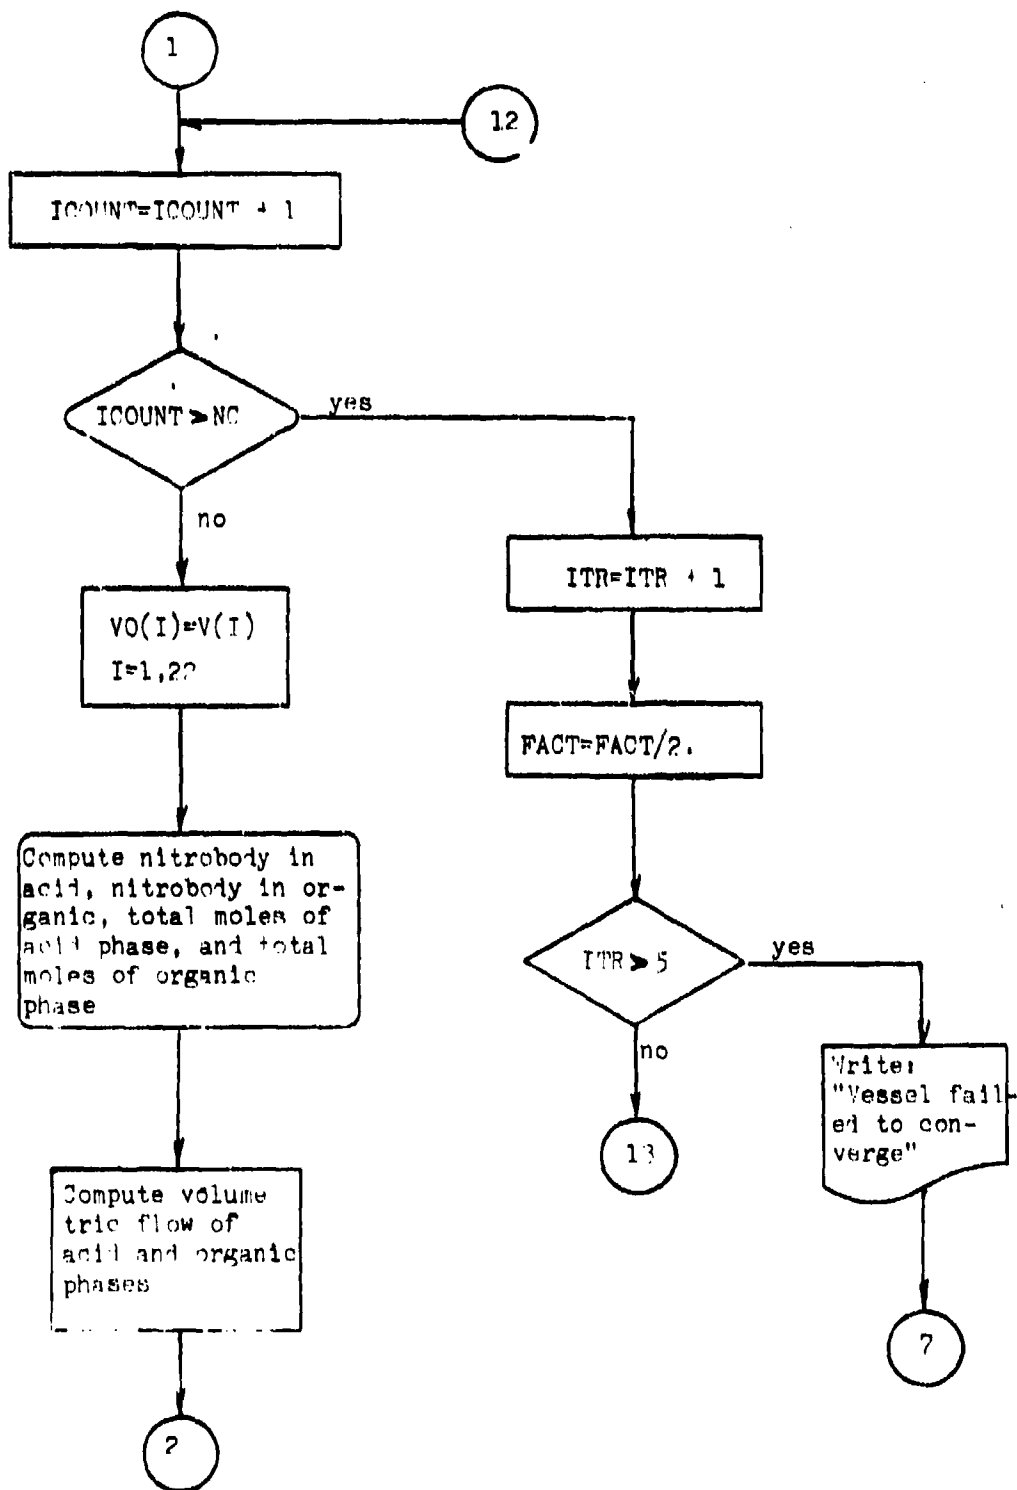 1
12
ICOUNT=ICOUNT + 1
ICOUNT > NC
yes
no
VO(I)=V(I)
I=1,22
ITR=ITR + 1
FACT=FACT/2.
Compute nitrobody in
acid, nitrobody in or-
ganic, total moles of
acid phase, and total
moles of organic
phase
ITR > 5
yes
no
Write:
"Vessel fail-
ed to con-
verge"
13
Compute volume
tric flow of
acid and organic
phases
7
2